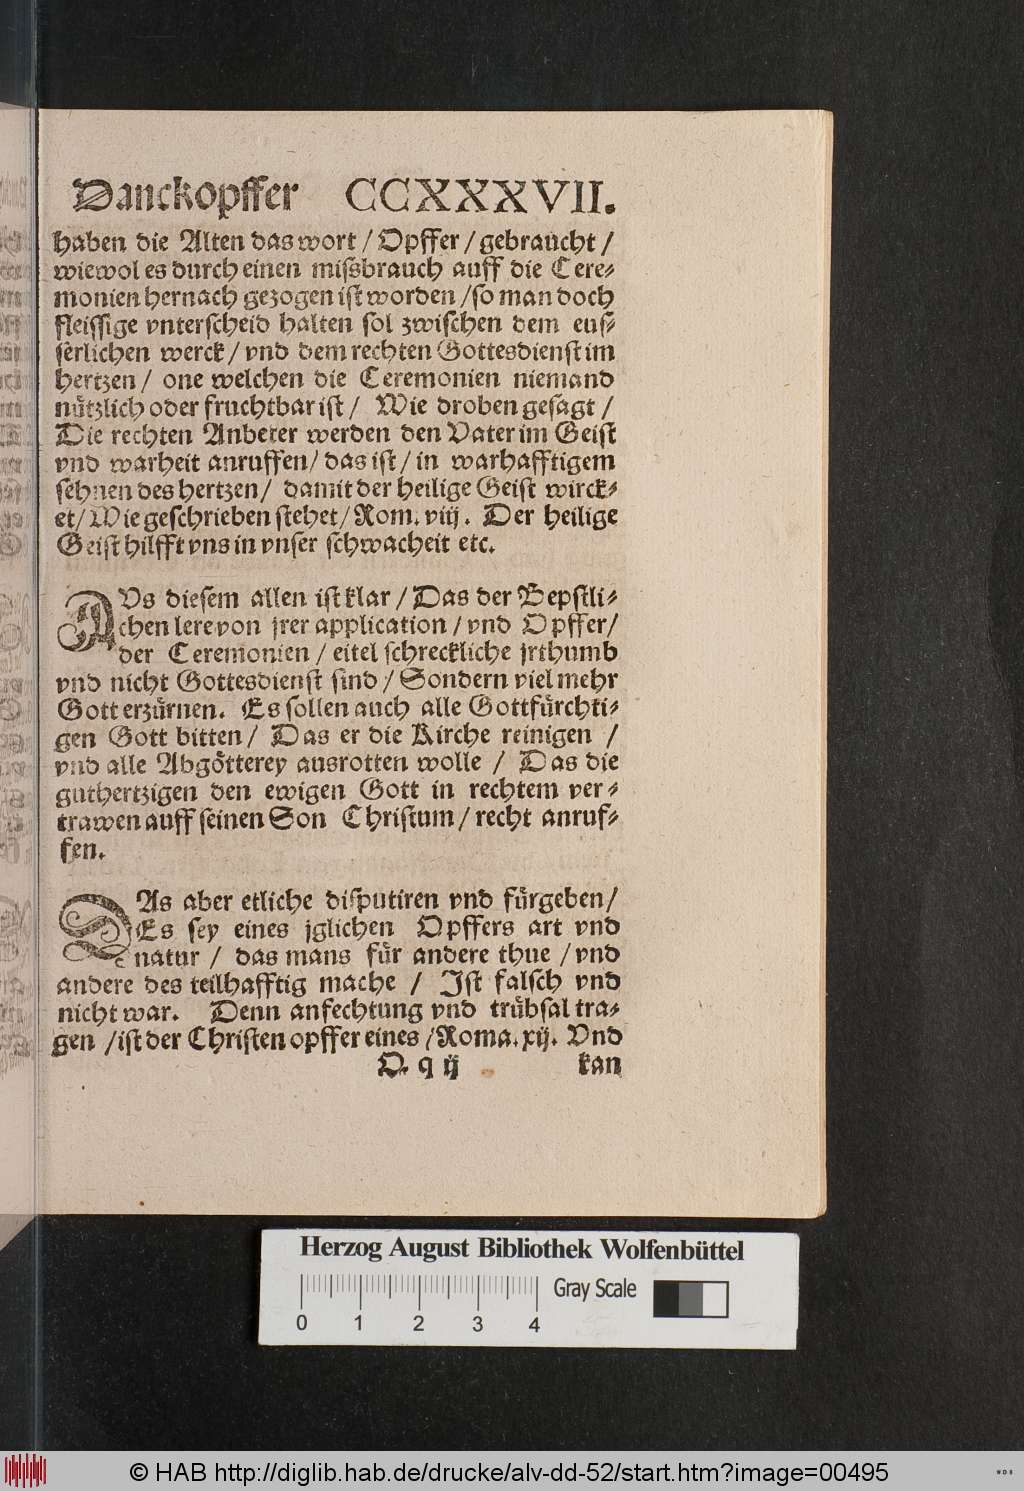 Danckopffer CCXXXVII.
haben die Alten das wort / Opffer / gebraucht /
wiewol es durch einen missbrauch auff die Cere-
monien hernach gezogen ist worden / so man doch
fleissige vnterscheid halten sol zwischen dem eus-
serlichen werck / vnd dem rechten Gottesdienst im
hertzen / one welchen die Ceremonien niemand
nützlich oder fruchtbar ist / Wie droben gesagt /
Die rechten Anbeter werden den Vater im Geist
vnd warheit anruffen / das ist / in warhafftigem
sehnen des hertzen / damit der heilige Geist wirck-
et / Wie geschrieben stehet / Rom. viij. Der heilige
Geist hilfft vns in vnser schwacheit etc.
AVs diesem allen ist klar / Das der Bepstli-
chen lere von jrer application / vnd Opffer /
der Ceremonien / eitel schreckliche jrthumb
vnd nicht Gottesdienst sind / Sondern viel mehr
Gott erzürnen. Es sollen auch alle Gottfürchti-
gen Gott bitten / Das er die Kirche reinigen /
vnd alle Abgötterey ausrotten wolle / Das die
guthertzigen den ewigen Gott in rechtem ver-
trawen auff seinen Son Christum / recht anruf-
fen.
DAs aber etliche disputiren vnd fürgeben /
Es sey eines jglichen Opffers art vnd
natur / das mans für andere thue / vnd
andere des teilhafftig mache / Ist falsch vnd
nicht war. Denn anfechtung vnd trübsal tra-
gen / ist der Christen opffer eines / Roma. xij. Vnd
O. q ij kan
Herzog August Bibliothek Wolfenbüttel
Gray Scale
0 1 2 3 4
© HAB http://diglib.hab.de/drucke/alv-dd-52/start.htm?image=00495